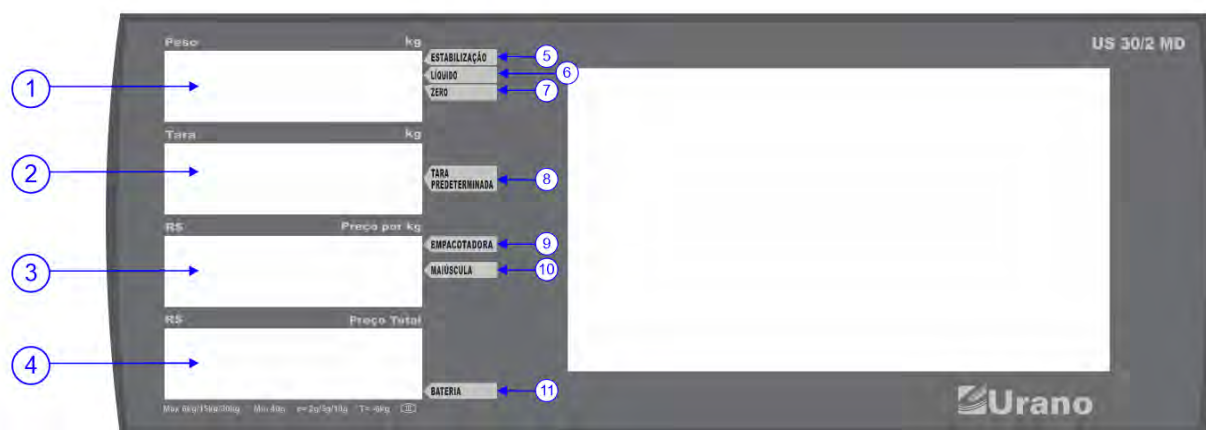 US 30/2 MD
Peso kg
1
ESTABILIZAÇÃO 5
LÍQUIDO 6
ZERO 7
Tara kg
2
TARA
PREDETERMINADA 8
R$ Preço por kg
3
EMPACOTADORA 9
MAIÚSCULA 10
R$ Preço Total
4
BATERIA 11
Urano